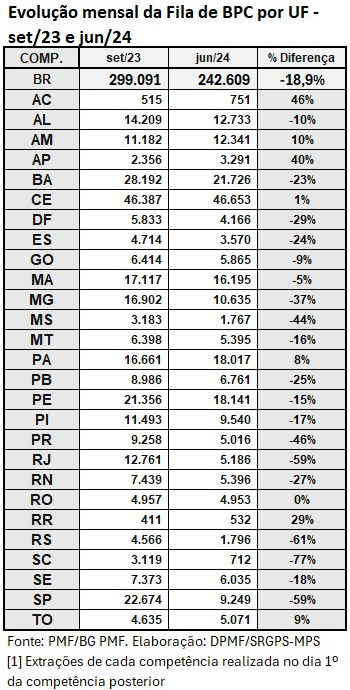 Evolução mensal da Fila de BPC por UF -
set/23 e jun/24
COMP. set/23 jun/24 % Diferença
BR 299.091 242.609 -18,9%
AC 515 751 46%
AL 14.209 12.733 -10%
AM 11.182 12.341 10%
AP 2.356 3.291 40%
BA 28.192 21.726 -23%
CE 46.387 46.653 1%
DF 5.833 4.166 -29%
ES 4.714 3.570 -24%
GO 6.414 5.865 -9%
MA 17.117 16.195 -5%
MG 16.902 10.635 -37%
MS 3.183 1.767 -44%
MT 6.398 5.395 -16%
PA 16.661 18.017 8%
PB 8.986 6.761 -25%
PE 21.356 18.141 -15%
PI 11.493 9.540 -17%
PR 9.258 5.016 -46%
RJ 12.761 5.186 -59%
RN 7.439 5.396 -27%
RO 4.957 4.953 0%
RR 411 532 29%
RS 4.566 1.796 -61%
SC 3.119 712 -77%
SE 7.373 6.035 -18%
SP 22.674 9.249 -59%
TO 4.635 5.071 9%
Fonte: PMF/BG PMF. Elaboração: DPMF/SRGPS-MPS
[1] Extrações de cada competência realizada no dia 1º
da competência posterior